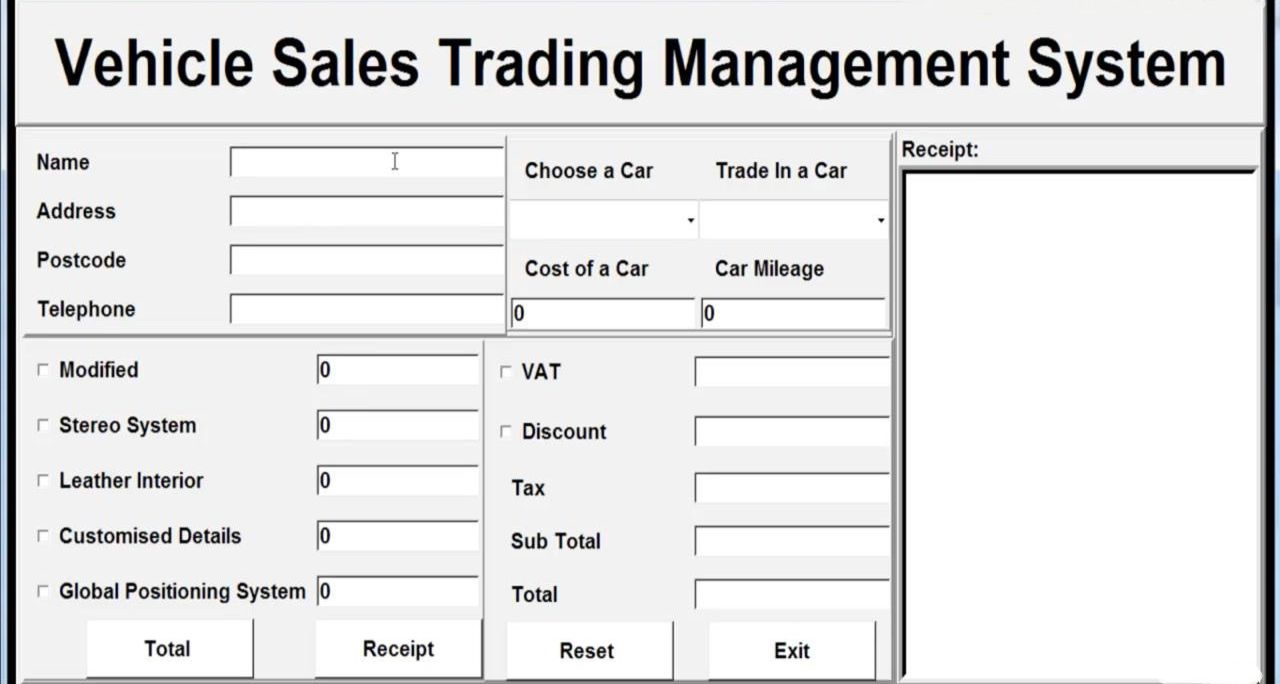 Vehicle Sales Trading Management System
Name
Address
Postcode
Telephone
Choose a Car
Trade In a Car
Cost of a Car
Car Mileage
0
0
Receipt:
Modified
0
Stereo System
0
Leather Interior
0
Customised Details
0
Global Positioning System
0
VAT
Discount
Tax
Sub Total
Total
Total
Receipt
Reset
Exit